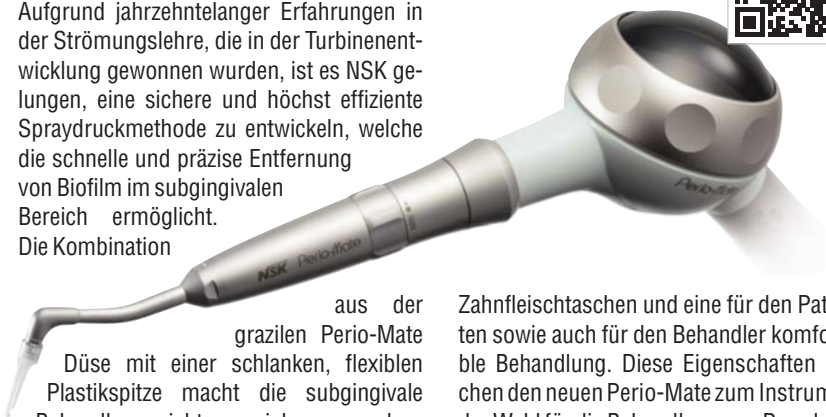 Aufgrund jahrzehntelanger Erfahrungen in
der Strömungslehre, die in der Turbinenent-
wicklung gewonnen wurden, ist es NSK ge-
lungen, eine sichere und höchst effiziente
Spraydruckmethode zu entwickeln, welche
die schnelle und präzise Entfernung
von Biofilm im subgingivalen
Bereich ermöglicht.
Die Kombination
aus der
grazilen Perio-Mate
Düse mit einer schlanken, flexiblen
Plastikspitze macht die subgingivale
Zahnfleischtaschen und eine für den Pat
ten sowie auch für den Behandler komfo
ble Behandlung. Diese Eigenschaften
chen den neuen Perio-Mate zum Instrum
NSK Perio-Mate
Perio-Mate